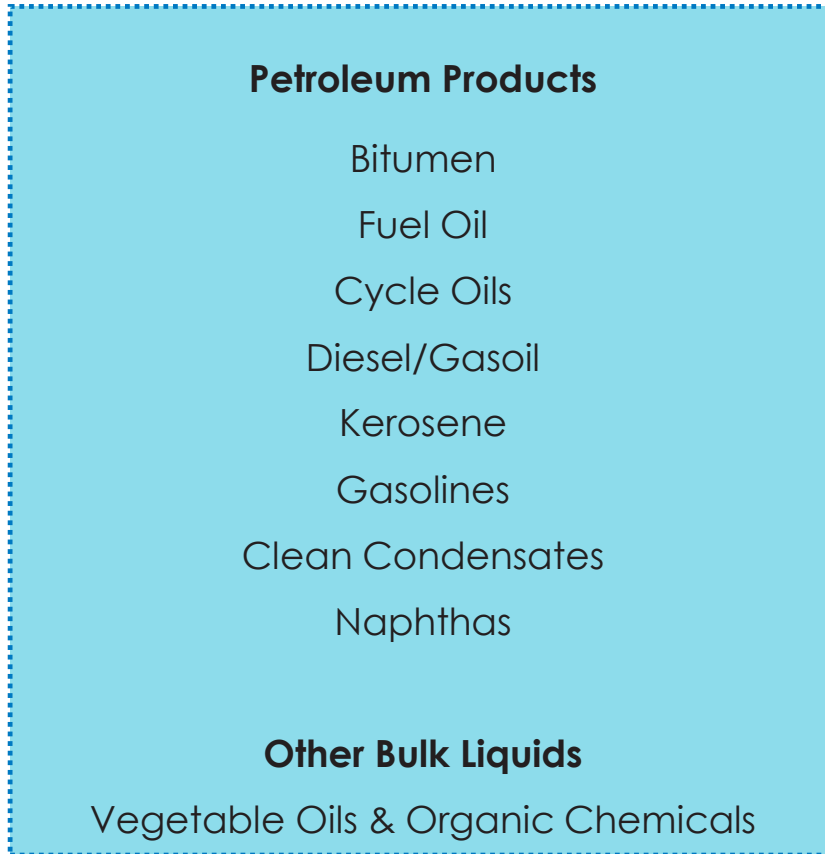 Petroleum Products
Bitumen
Fuel Oil
Cycle Oils
Diesel/Gasoil
Kerosene
Gasolines
Clean Condensates
Naphthas
Other Bulk Liquids
Vegetable Oils & Organic Chemicals